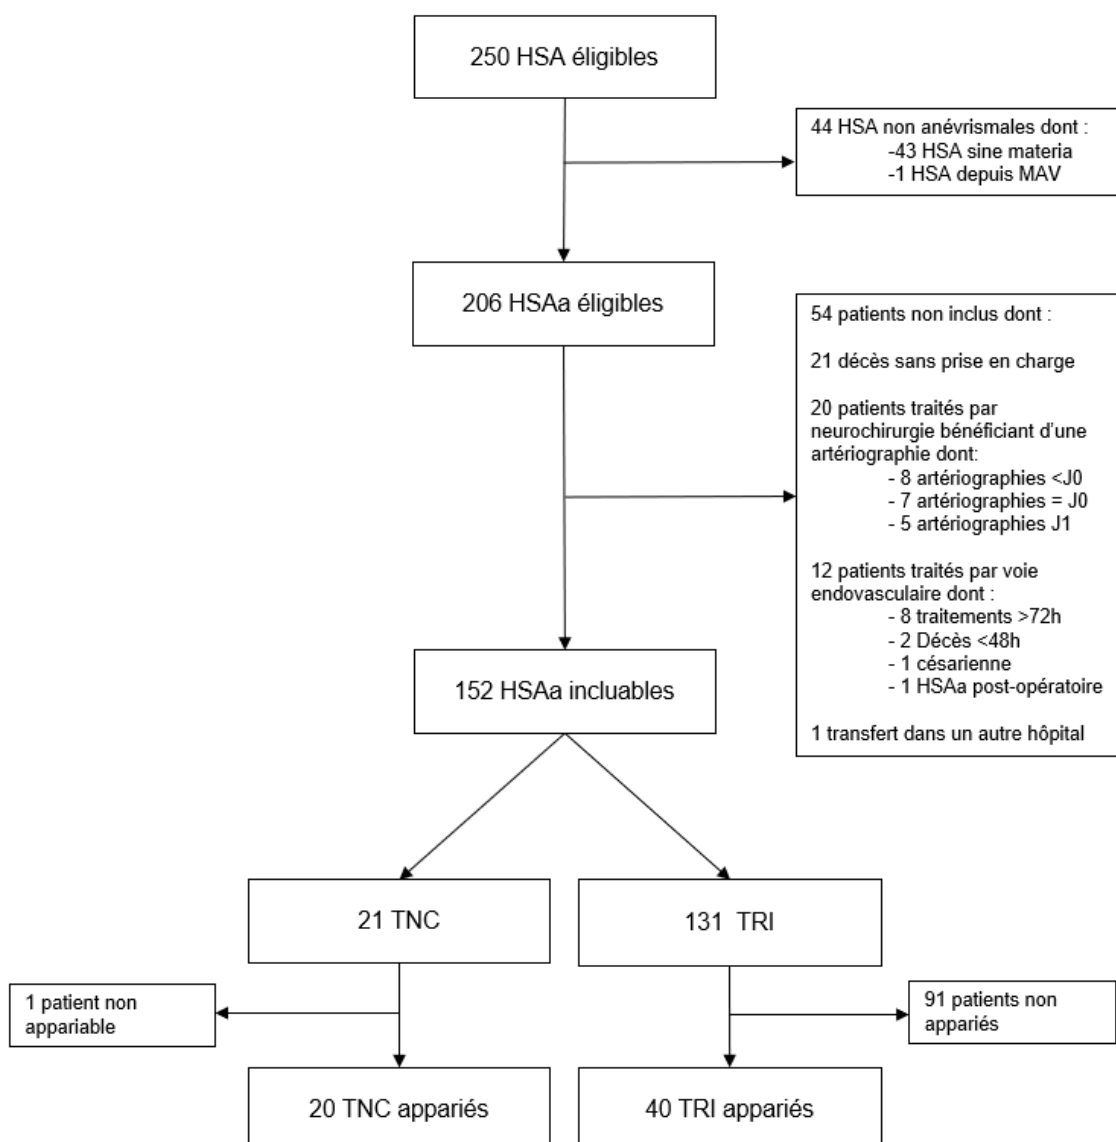 250 HSA éligibles
44 HSA non anévrismales dont :
-43 HSA sine materia
-1 HSA depuis MAV
206 HSAa éligibles
54 patients non inclus dont :
21 décès sans prise en charge
20 patients traités par
neurochirurgie bénéficiant d'une
artériographie dont:
- 8 artériographies <J0
- 7 artériographies = J0
- 5 artériographies J1
12 patients traités par voie
endovasculaire dont :
- 8 traitements >72h
- 2 Décès <48h
- 1 césarienne
- 1 HSAa post-opératoire
1 transfert dans un autre hôpital
152 HSAa incluables
21 TNC
131 TRI
1 patient non
appariable
91 patients non
appariés
20 TNC appariés
40 TRI appariés